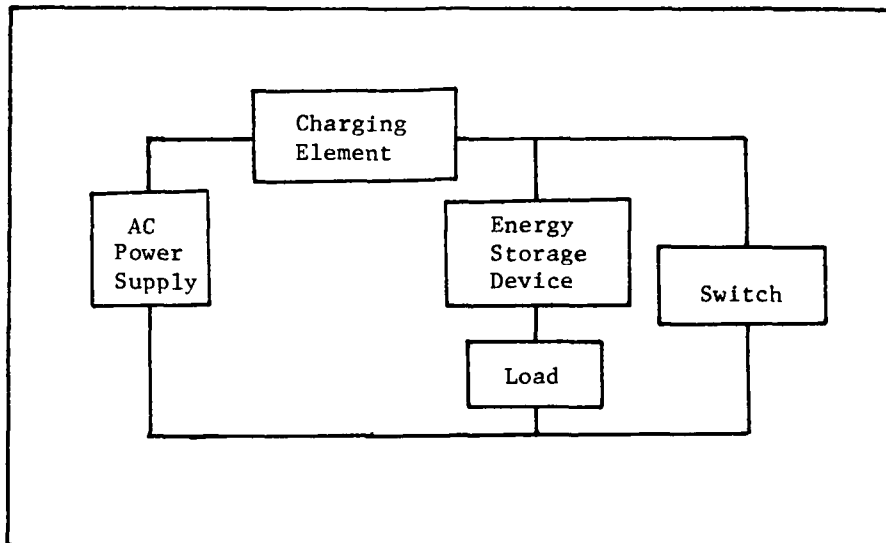 Charging
Element
AC
Power
Supply
Energy
Storage
Device
Switch
Load